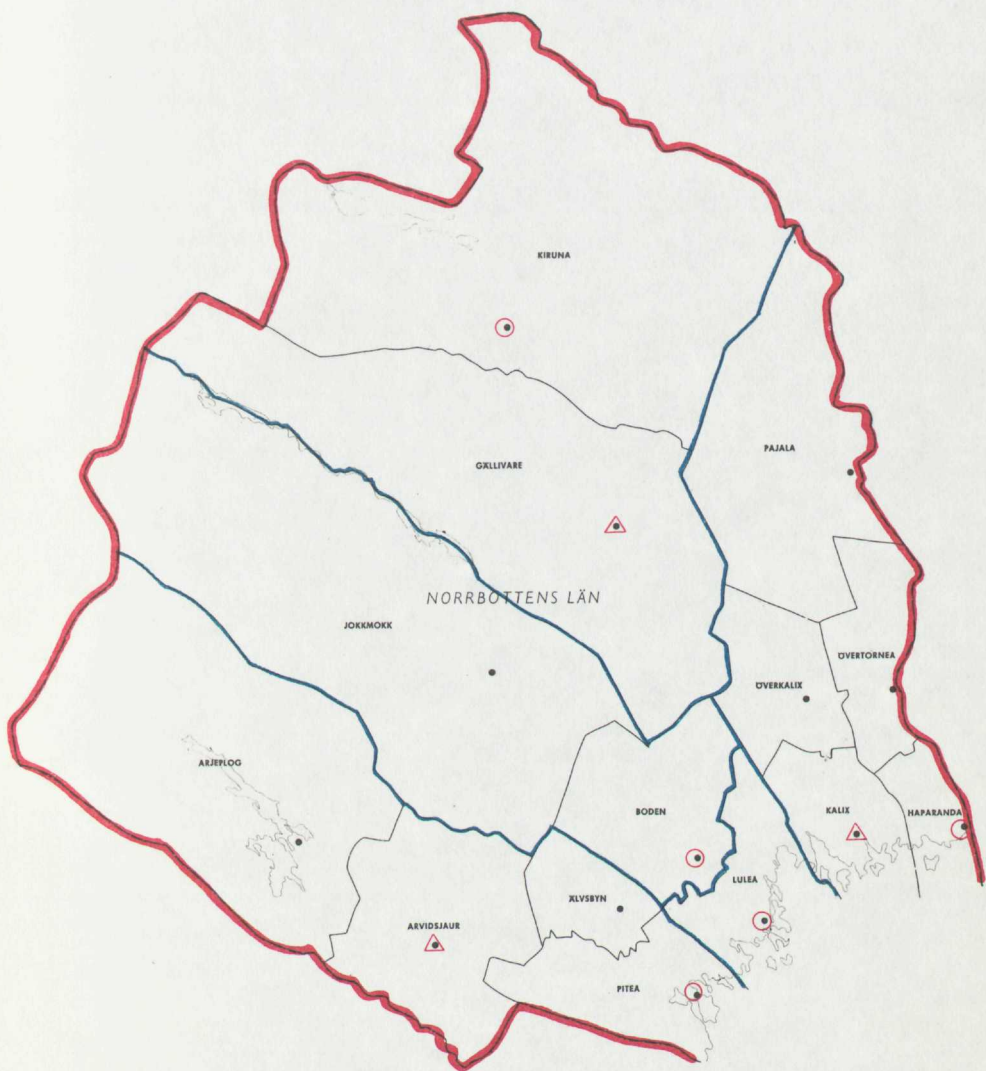 KIRUNA
GÄLLIVARE
PAJALA
NORRBOTTENS LÄN
JOKKMOKK
ÖVERTORNEA
ÖVERKALIX
ARJEPLOG
BODEN
KALIX
HAPARANDA
LULEA
ÄLVSBYN
ARVIDSJAUR
PITEA